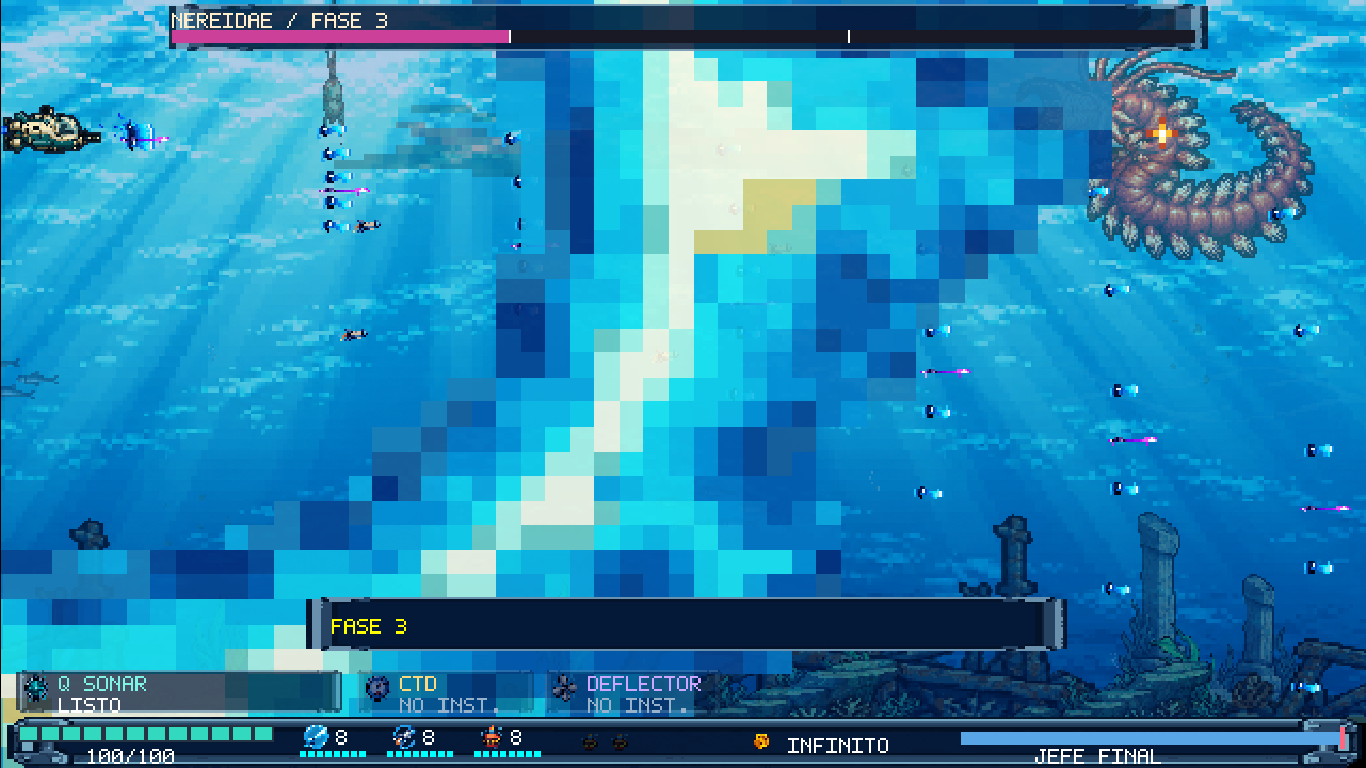 NEREIDAE / FASE 3
FASE 3
Q SONAR
LISTO
CTD
NO INST.
DEFLECTOR
NO INST.
100/100
8
8
8
INFINITO
JEFE FINAL